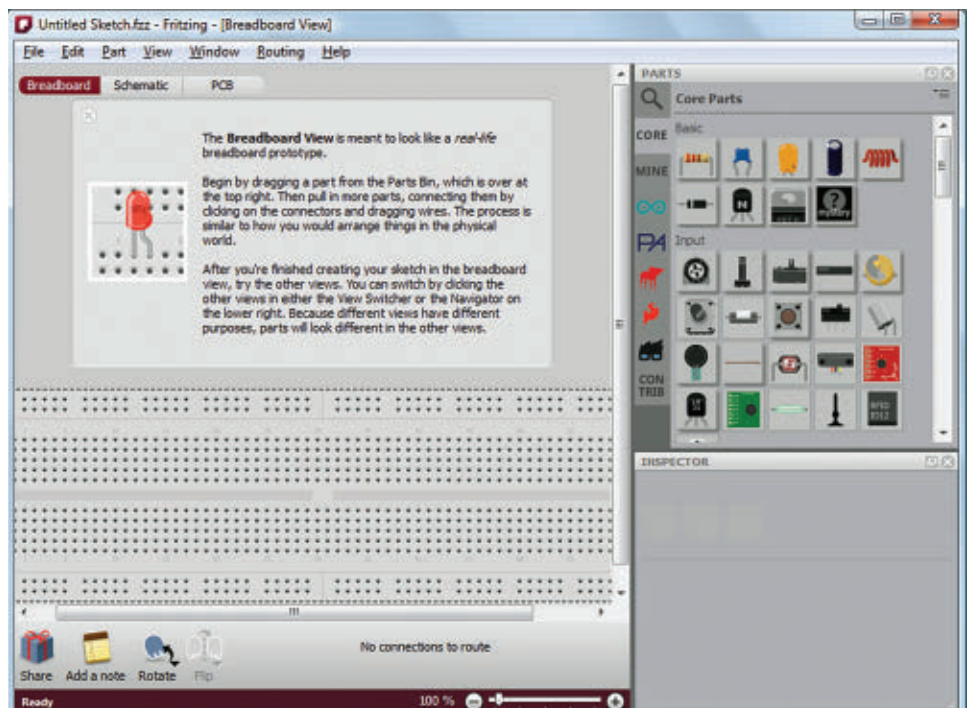 Untitled Sketch.fzz - Fritzing - [Breadboard View]
File Edit Part View Window Routing Help
Breadboard Schematic PCB
The Breadboard View is meant to look like a real-life
breadboard prototype.
Begin by dragging a part from the Parts Bin, which is over at
the top right. Then pull in more parts, connecting them by
clicking on the connectors and dragging wires. The process is
similar to how you would arrange things in the physical
world.
After you're finished creating your sketch in the breadboard
view, try the other views. You can switch by clicking the
other views in either the View Switcher or the Navigator on
the lower right. Because different views have different
purposes, parts will look different in the other views.
No connections to route
Share Add a note Rotate Flip
Ready
100 %
PARTS
Core Parts
CORE
MINE
PA
CON
TRIB
Basic
N
?
mystery
Input
RFID
ID12
INSPECTOR